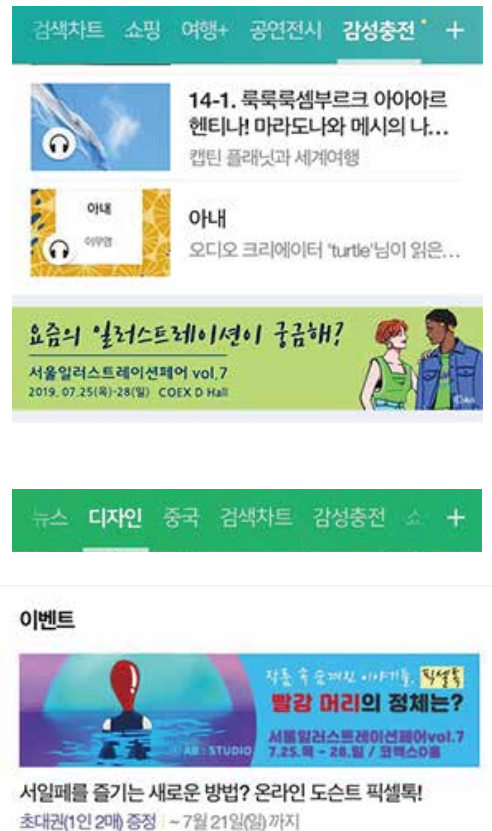 검색차트 쇼핑 여행+ 공연전시 감성충전 +
14-1. 룩룩룩셈부르크 아아아르
헨티나! 마라도나와 메시의 나...
캡틴 플래닛과 세계여행
아내
이무영
아내
오디오 크리에이터 'turtle'님이 읽은...
요즘의 일러스트레이션이 궁금해?
서울일러스트레이션페어 vol.7
2019. 07.25(목)-28(일) COEX D Hall
뉴스 디자인 중국 검색차트 감성충전 쇼 +
이벤트
작품 속 숨겨진 이야기들, 픽셀톡
빨강 머리의 정체는?
AB : STUDIO
서울일러스트레이션페어vol.7
7.25.목 - 28.일 / 코엑스D홀
서일페를 즐기는 새로운 방법? 온라인 도슨트 픽셀톡!
초대권(1인 2매) 증정 ~ 7월 21일(일)까지